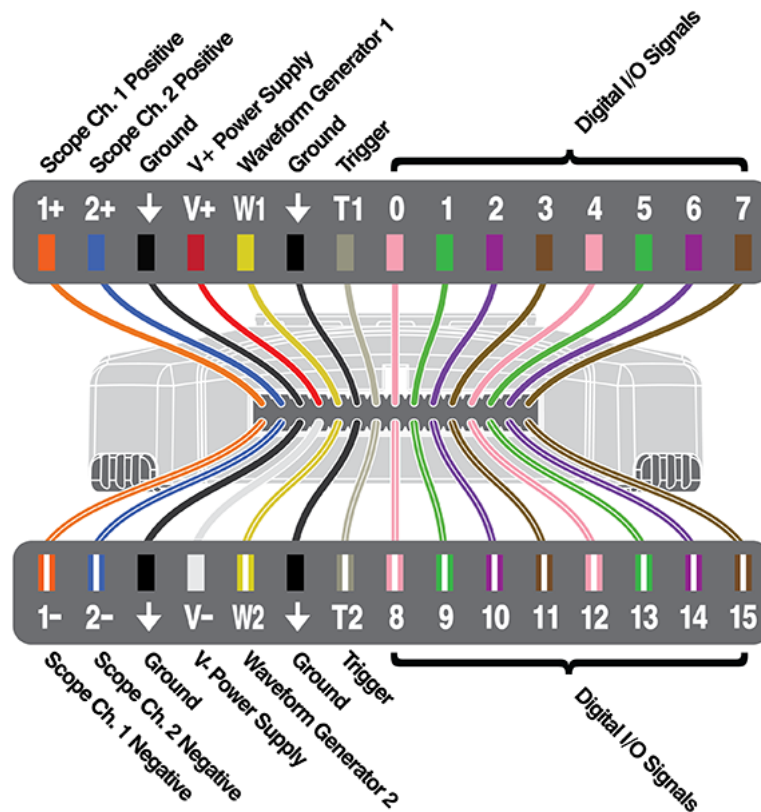 Scope Ch. 1 Positive
Scope Ch. 2 Positive
Ground
V+ Power Supply
Waveform Generator 1
Ground
Trigger
Digital I/O Signals
1+ 2+ ↓ V+ W1 ↓ T1 0 1 2 3 4 5 6 7
1- 2- ↓ V- W2 ↓ T2 8 9 10 11 12 13 14 15
Scope Ch. 1 Negative
Scope Ch. 2 Negative
Ground
V- Power Supply
Waveform Generator 2
Ground
Trigger
Digital I/O Signals